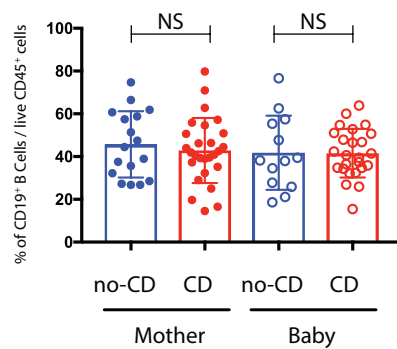 NS NS
% of CD19⁺ B Cells / live CD45⁺ cells
100
80
60
40
20
0
no-CD CD no-CD CD
Mother Baby